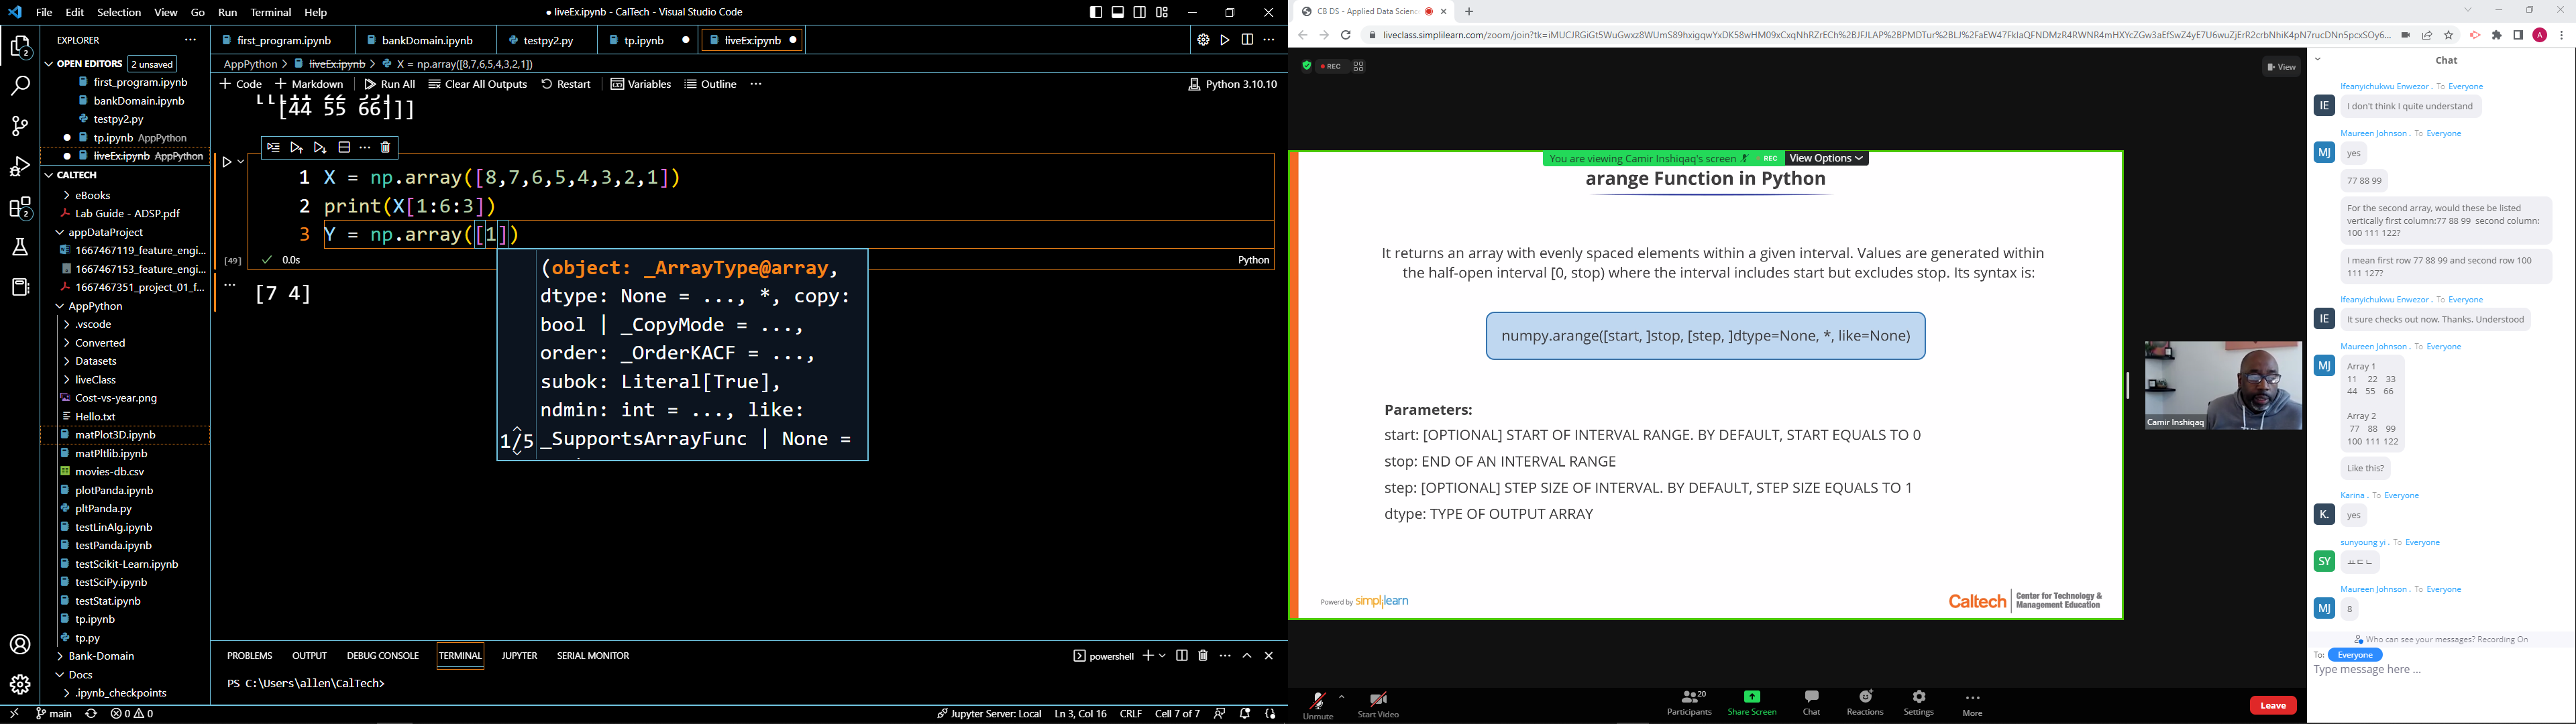 File Edit Selection View Go Run Terminal Help
● liveEx.ipynb - CalTech - Visual Studio Code
EXPLORER
OPEN EDITORS 2 unsaved
first_program.ipynb
bankDomain.ipynb
testpy2.py
tp.ipynb AppPython
liveEx.ipynb AppPython
CALTECH
eBooks
Lab Guide - ADSP.pdf
appDataProject
1667467119_feature_engi...
1667467153_feature_engi...
1667467351_project_01_f...
AppPython
.vscode
Converted
Datasets
liveClass
Cost-vs-year.png
Hello.txt
matPlot3D.ipynb
matPltlib.ipynb
movies-db.csv
plotPanda.ipynb
pltPanda.py
testLinAlg.ipynb
testPanda.ipynb
testScikit-Learn.ipynb
testSciPy.ipynb
testStat.ipynb
tp.ipynb
tp.py
Bank-Domain
Docs
.ipynb_checkpoints
first_program.ipynb bankDomain.ipynb testpy2.py tp.ipynb liveEx.ipynb
AppPython > liveEx.ipynb > X = np.array([8,7,6,5,4,3,2,1])
Code Markdown Run All Clear All Outputs Restart Variables Outline Python 3.10.10
[44 55 66]]]
1 X = np.array([8,7,6,5,4,3,2,1])
2 print(X[1:6:3])
3 Y = np.array([1])
[49] 0.0s Python
(object: _ArrayType@array,
dtype: None = ..., *, copy:
bool | _CopyMode = ...,
order: _OrderKACF = ...,
subok: Literal[True],
ndmin: int = ..., like:
1/5 _SupportsArrayFunc | None =
[7 4]
PROBLEMS OUTPUT DEBUG CONSOLE TERMINAL JUPYTER SERIAL MONITOR
powershell
PS C:\Users\allen\CalTech>
main 0 0 Jupyter Server: Local Ln 3, Col 16 CRLF Cell 7 of 7
2
2
CB DS - Applied Data Scienc
REC
View
You are viewing Camir Inshiqaq's screen REC View Options
arange Function in Python
It returns an array with evenly spaced elements within a given interval. Values are generated within
the half-open interval [0, stop) where the interval includes start but excludes stop. Its syntax is:
numpy.arange([start, ]stop, [step, ]dtype=None, *, like=None)
Parameters:
start: [OPTIONAL] START OF INTERVAL RANGE. BY DEFAULT, START EQUALS TO 0
stop: END OF AN INTERVAL RANGE
step: [OPTIONAL] STEP SIZE OF INTERVAL. BY DEFAULT, STEP SIZE EQUALS TO 1
dtype: TYPE OF OUTPUT ARRAY
Powerd by simplilearn
Caltech Center for Technology &
Management Education
Camir Inshiqaq
Unmute Start Video Participants 20 Share Screen Chat Reactions Settings More Leave
Chat
Ifeanyichukwu Enwezor . To Everyone
IE I don't think I quite understand
Maureen Johnson . To Everyone
MJ yes
77 88 99
For the second array, would these be listed
vertically first column:77 88 99 second column:
100 111 122?
I mean first row 77 88 99 and second row 100
111 127?
Ifeanyichukwu Enwezor . To Everyone
IE It sure checks out now. Thanks. Understood
Maureen Johnson . To Everyone
MJ Array 1
11 22 33
44 55 66
Array 2
77 88 99
100 111 122
Like this?
Karina . To Everyone
K. yes
sunyoung yi . To Everyone
SY ㅛㄷㄴ
Maureen Johnson . To Everyone
MJ 8
Who can see your messages? Recording On
To: Everyone
Type message here ...